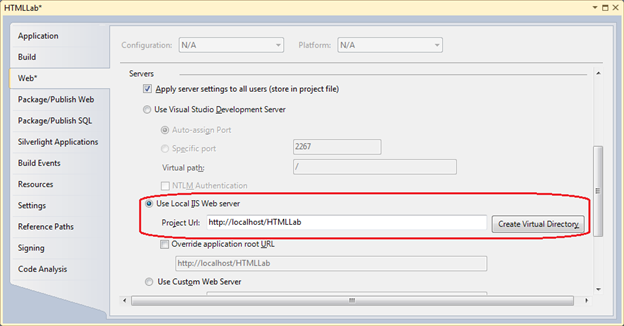 HTMLLab*
Application
Build
Web*
Package/Publish Web
Package/Publish SQL
Silverlight Applications
Build Events
Resources
Settings
Reference Paths
Signing
Code Analysis
Configuration: N/A Platform: N/A
Servers
Apply server settings to all users (store in project file)
Use Visual Studio Development Server
Auto-assign Port
Specific port 2267
Virtual path: /
NTLM Authentication
Use Local IIS Web server
Project Url: http://localhost/HTMLLab Create Virtual Directory
Override application root URL
http://localhost/HTMLLab
Use Custom Web Server